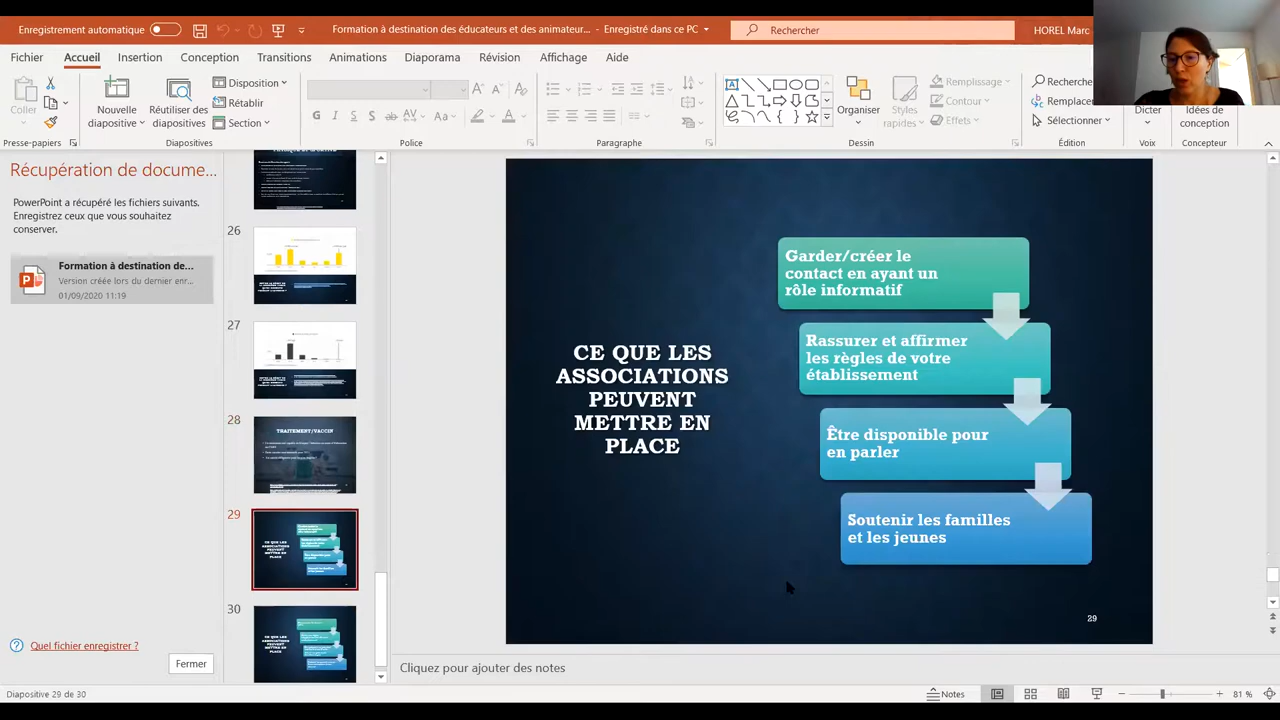 Enregistrement automatique
Formation à destination des éducateurs et des animateur... - Enregistré dans ce PC
Rechercher
HOREL Marc
Fichier
Accueil
Insertion
Conception
Transitions
Animations
Diaporama
Révision
Affichage
Aide
Coller
Nouvelle
diapositive
Réutiliser des
diapositives
Disposition
Rétablir
Section
Organiser
Styles
rapides
Remplissage
Contour
Effets
Recherche
Remplace
Sélectionner
Dicter
Idées de
conception
Presse-papiers
Diapositives
Police
Paragraphe
Dessin
Édition
Voix
Concepteur
Récupération de docume...
PowerPoint a récupéré les fichiers suivants.
Enregistrez ceux que vous souhaitez
conserver.
Formation à destination de...
Version créée lors du dernier enr...
01/09/2020 11:19
Quel fichier enregistrer ?
Fermer
26
27
28
TRAITEMENT/VACCIN
29
30
CE QUE LES
ASSOCIATIONS
PEUVENT
METTRE EN
PLACE
Garder/créer le
contact en ayant un
rôle informatif
Rassurer et affirmer
les règles de votre
établissement
Être disponible pour
en parler
Soutenir les familles
et les jeunes
29
Cliquez pour ajouter des notes
Diapositive 29 de 30
Notes
81 %